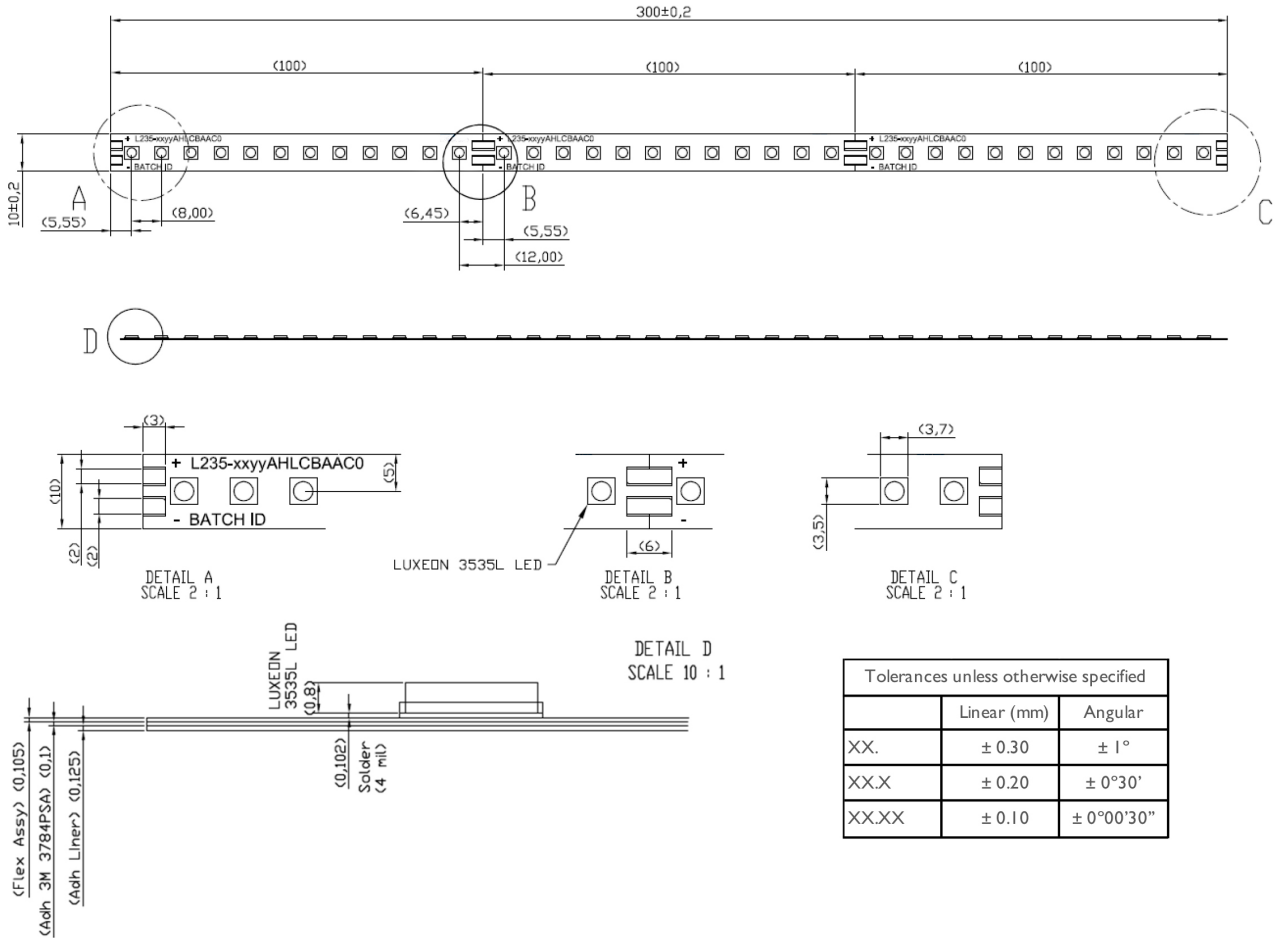 300±0,2
(100)
(100)
(100)
+ L235-xxyyAHLCBAAC0
+ L235-xxyyAHLCBAAC0
+ L235-xxyyAHLCBAAC0
- BATCH ID
- BATCH ID
- BATCH ID
10±0,2
A
B
C
(5,55)
(8,00)
(6,45)
(5,55)
(12,00)
D
(3)
+ L235-xxyyAHLCBAAC0
(10)
(5)
- BATCH ID
(2)
(2)
DETAIL A
SCALE 2 : 1
+
-
(6)
LUXEON 3535L LED
DETAIL B
SCALE 2 : 1
(3,7)
(3,5)
DETAIL C
SCALE 2 : 1
LUXEON
3535L LED
(0,8)
DETAIL D
SCALE 10 : 1
(0,102)
Solder
(4 mil)
(Flex Assy) (0,105)
(Adh 3M 3784PSA) (0,1)
(Adh Liner) (0,125)
Tolerances unless otherwise specified
Linear (mm) Angular
XX. ± 0.30 ± 1°
XX.X ± 0.20 ± 0°30'
XX.XX ± 0.10 ± 0°00'30”